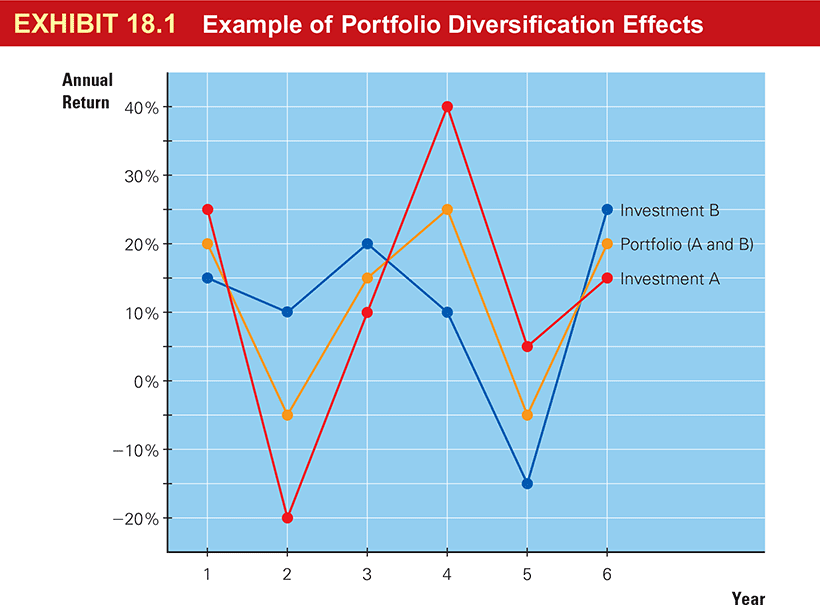 EXHIBIT 18.1 Example of Portfolio Diversification Effects
Annual
Return
40%
30%
20%
10%
0%
−10%
−20%
Investment B
Portfolio (A and B)
Investment A
1 2 3 4 5 6
Year